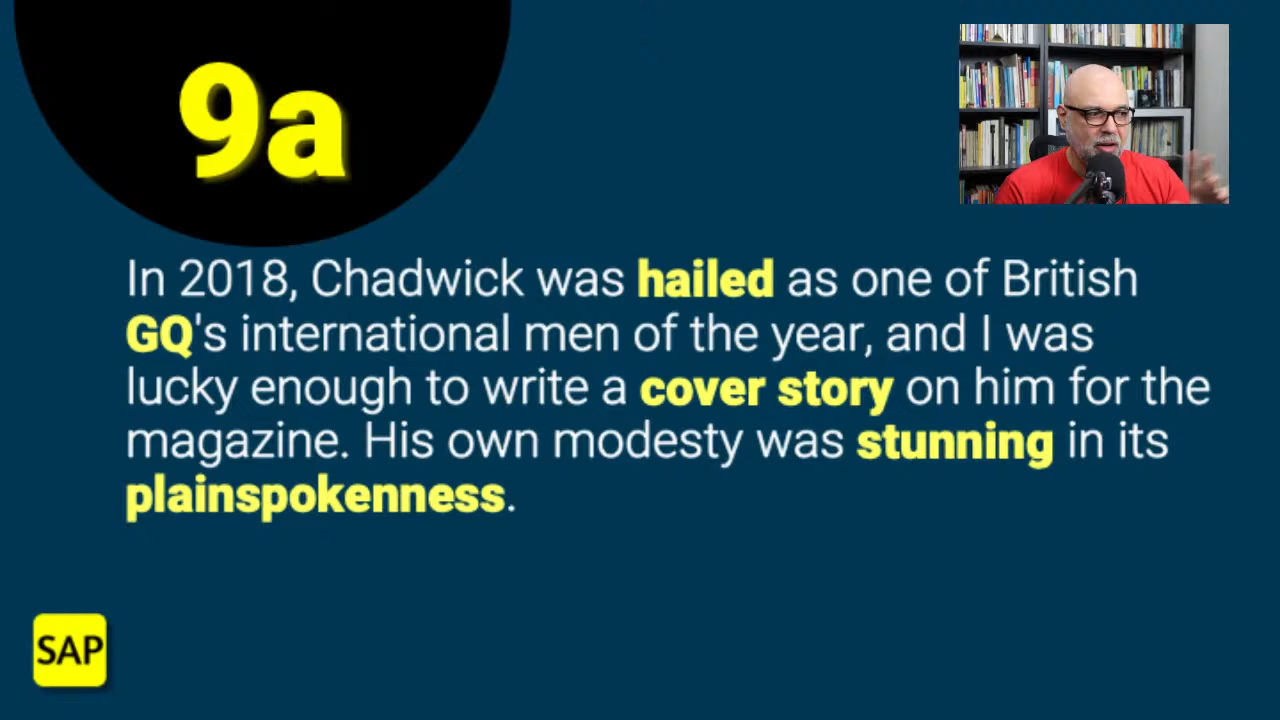 9a
In 2018, Chadwick was hailed as one of British
GQ's international men of the year, and I was
lucky enough to write a cover story on him for the
magazine. His own modesty was stunning in its
plainspokenness.
SAP